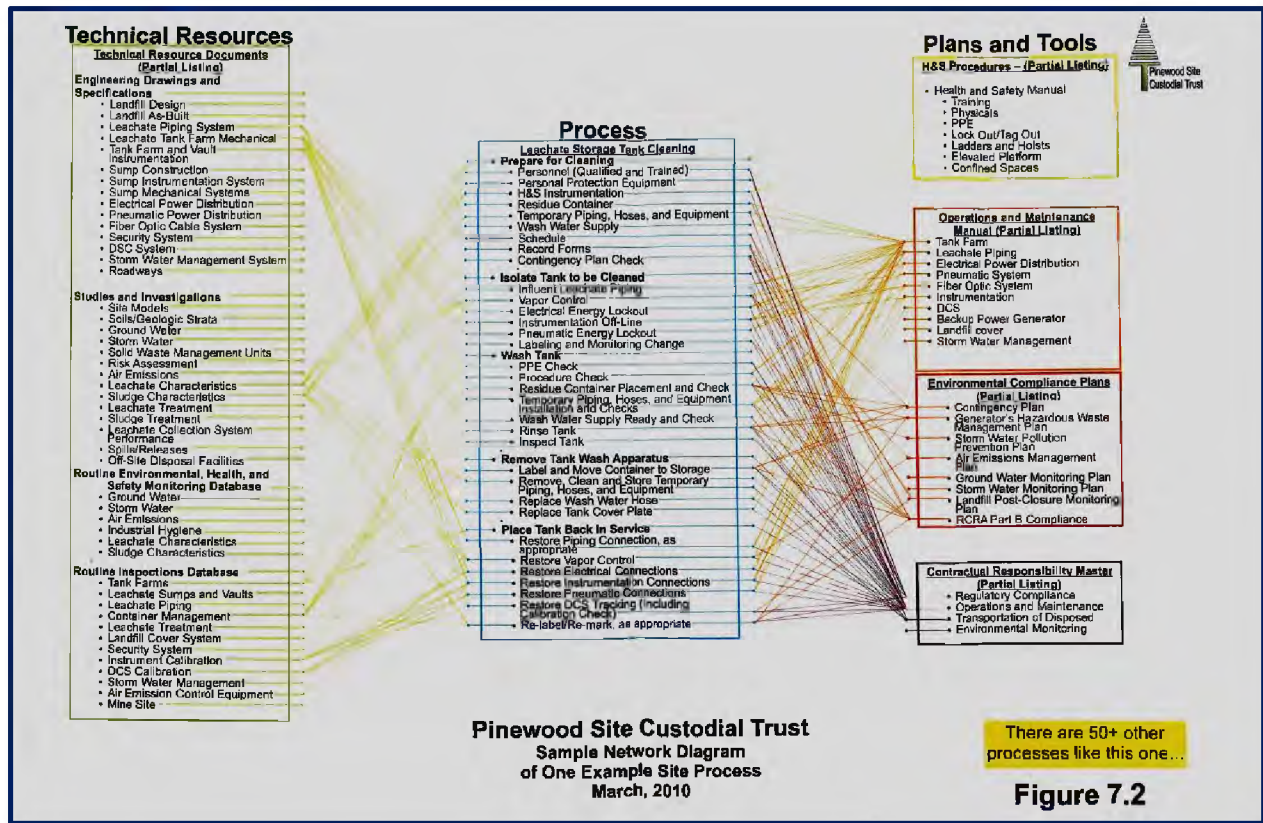 Technical Resources
Technical Resource Documents
(Partial Listing)
Engineering Drawings and
Specifications
• Landfill Design
• Landfill As-Built
• Leachate Piping System
• Leachate Tank Farm Mechanical
• Tank Farm and Vault
Instrumentation
• Sump Construction
• Sump Instrumentation System
• Sump Mechanical Systems
• Electrical Power Distribution
• Pneumatic Power Distribution
• Fiber Optic Cable System
• Security System
• DSC System
• Storm Water Management System
• Roadways
Studies and Investigations
• Site Models
• Soils/Geologic Strata
• Ground Water
• Storm Water
• Solid Waste Management Units
• Risk Assessment
• Air Emissions
• Leachate Characteristics
• Sludge Characteristics
• Leachate Treatment
• Sludge Treatment
• Leachate Collection System
Performance
• Spills/Releases
• Off-Site Disposal Facilities
Routine Environmental, Health, and
Safety Monitoring Database
• Ground Water
• Storm Water
• Air Emissions
• Industrial Hygiene
• Leachate Characteristics
• Sludge Characteristics
Routine Inspections Database
• Tank Farms
• Leachate Sumps and Vaults
• Leachate Piping
• Container Management
• Leachate Treatment
• Landfill Cover System
• Security System
• Instrument Calibration
• DCS Calibration
• Storm Water Management
• Air Emission Control Equipment
• Mine Site
Process
Leachate Storage Tank Cleaning
• Prepare for Cleaning
• Personnel (Qualified and Trained)
• Personal Protection Equipment
• H&S Instrumentation
• Residue Container
• Temporary Piping, Hoses, and Equipment
• Wash Water Supply
• Schedule
• Record Forms
• Contingency Plan Check
• Isolate Tank to be Cleaned
• Influent Leachate Piping
• Vapor Control
• Electrical Energy Lockout
• Instrumentation Off-Line
• Pneumatic Energy Lockout
• Labeling and Monitoring Change
• Wash Tank
• PPE Check
• Procedure Check
• Residue Container Placement and Check
• Temporary Piping, Hoses, and Equipment
Installation and Checks
• Wash Water Supply Ready and Check
• Rinse Tank
• Inspect Tank
• Remove Tank Wash Apparatus
• Label and Move Container to Storage
• Remove, Clean and Store Temporary
Piping, Hoses, and Equipment
• Replace Wash Water Hose
• Replace Tank Cover Plate
• Place Tank Back In Service
• Restore Piping Connection, as
appropriate
• Restore Vapor Control
• Restore Electrical Connections
• Restore Instrumentation Connections
• Restore Pneumatic Connections
• Restore DCS Tracking (Including
Calibration Check)
• Re-label/Re-mark, as appropriate
Plans and Tools
H&S Procedures – (Partial Listing)
• Health and Safety Manual
• Training
• Physicals
• PPE
• Lock Out/Tag Out
• Ladders and Hoists
• Elevated Platform
• Confined Spaces
Pinewood Site
Custodial Trust
Operations and Maintenance
Manual (Partial Listing)
• Tank Farm
• Leachate Piping
• Electrical Power Distribution
• Pneumatic System
• Fiber Optic System
• Instrumentation
• DCS
• Backup Power Generator
• Landfill cover
• Storm Water Management
Environmental Compliance Plans
(Partial Listing)
• Contingency Plan
• Generator's Hazardous Waste
Management Plan
• Storm Water Pollution
Prevention Plan
• Air Emissions Management
Plan
• Ground Water Monitoring Plan
• Storm Water Monitoring Plan
• Landfill Post-Closure Monitoring
Plan
• RCRA Part B Compliance
Contractual Responsibility Master
(Partial Listing)
• Regulatory Compliance
• Operations and Maintenance
• Transportation of Disposed
• Environmental Monitoring
Pinewood Site Custodial Trust
Sample Network Diagram
of One Example Site Process
March, 2010
There are 50+ other
processes like this one...
Figure 7.2